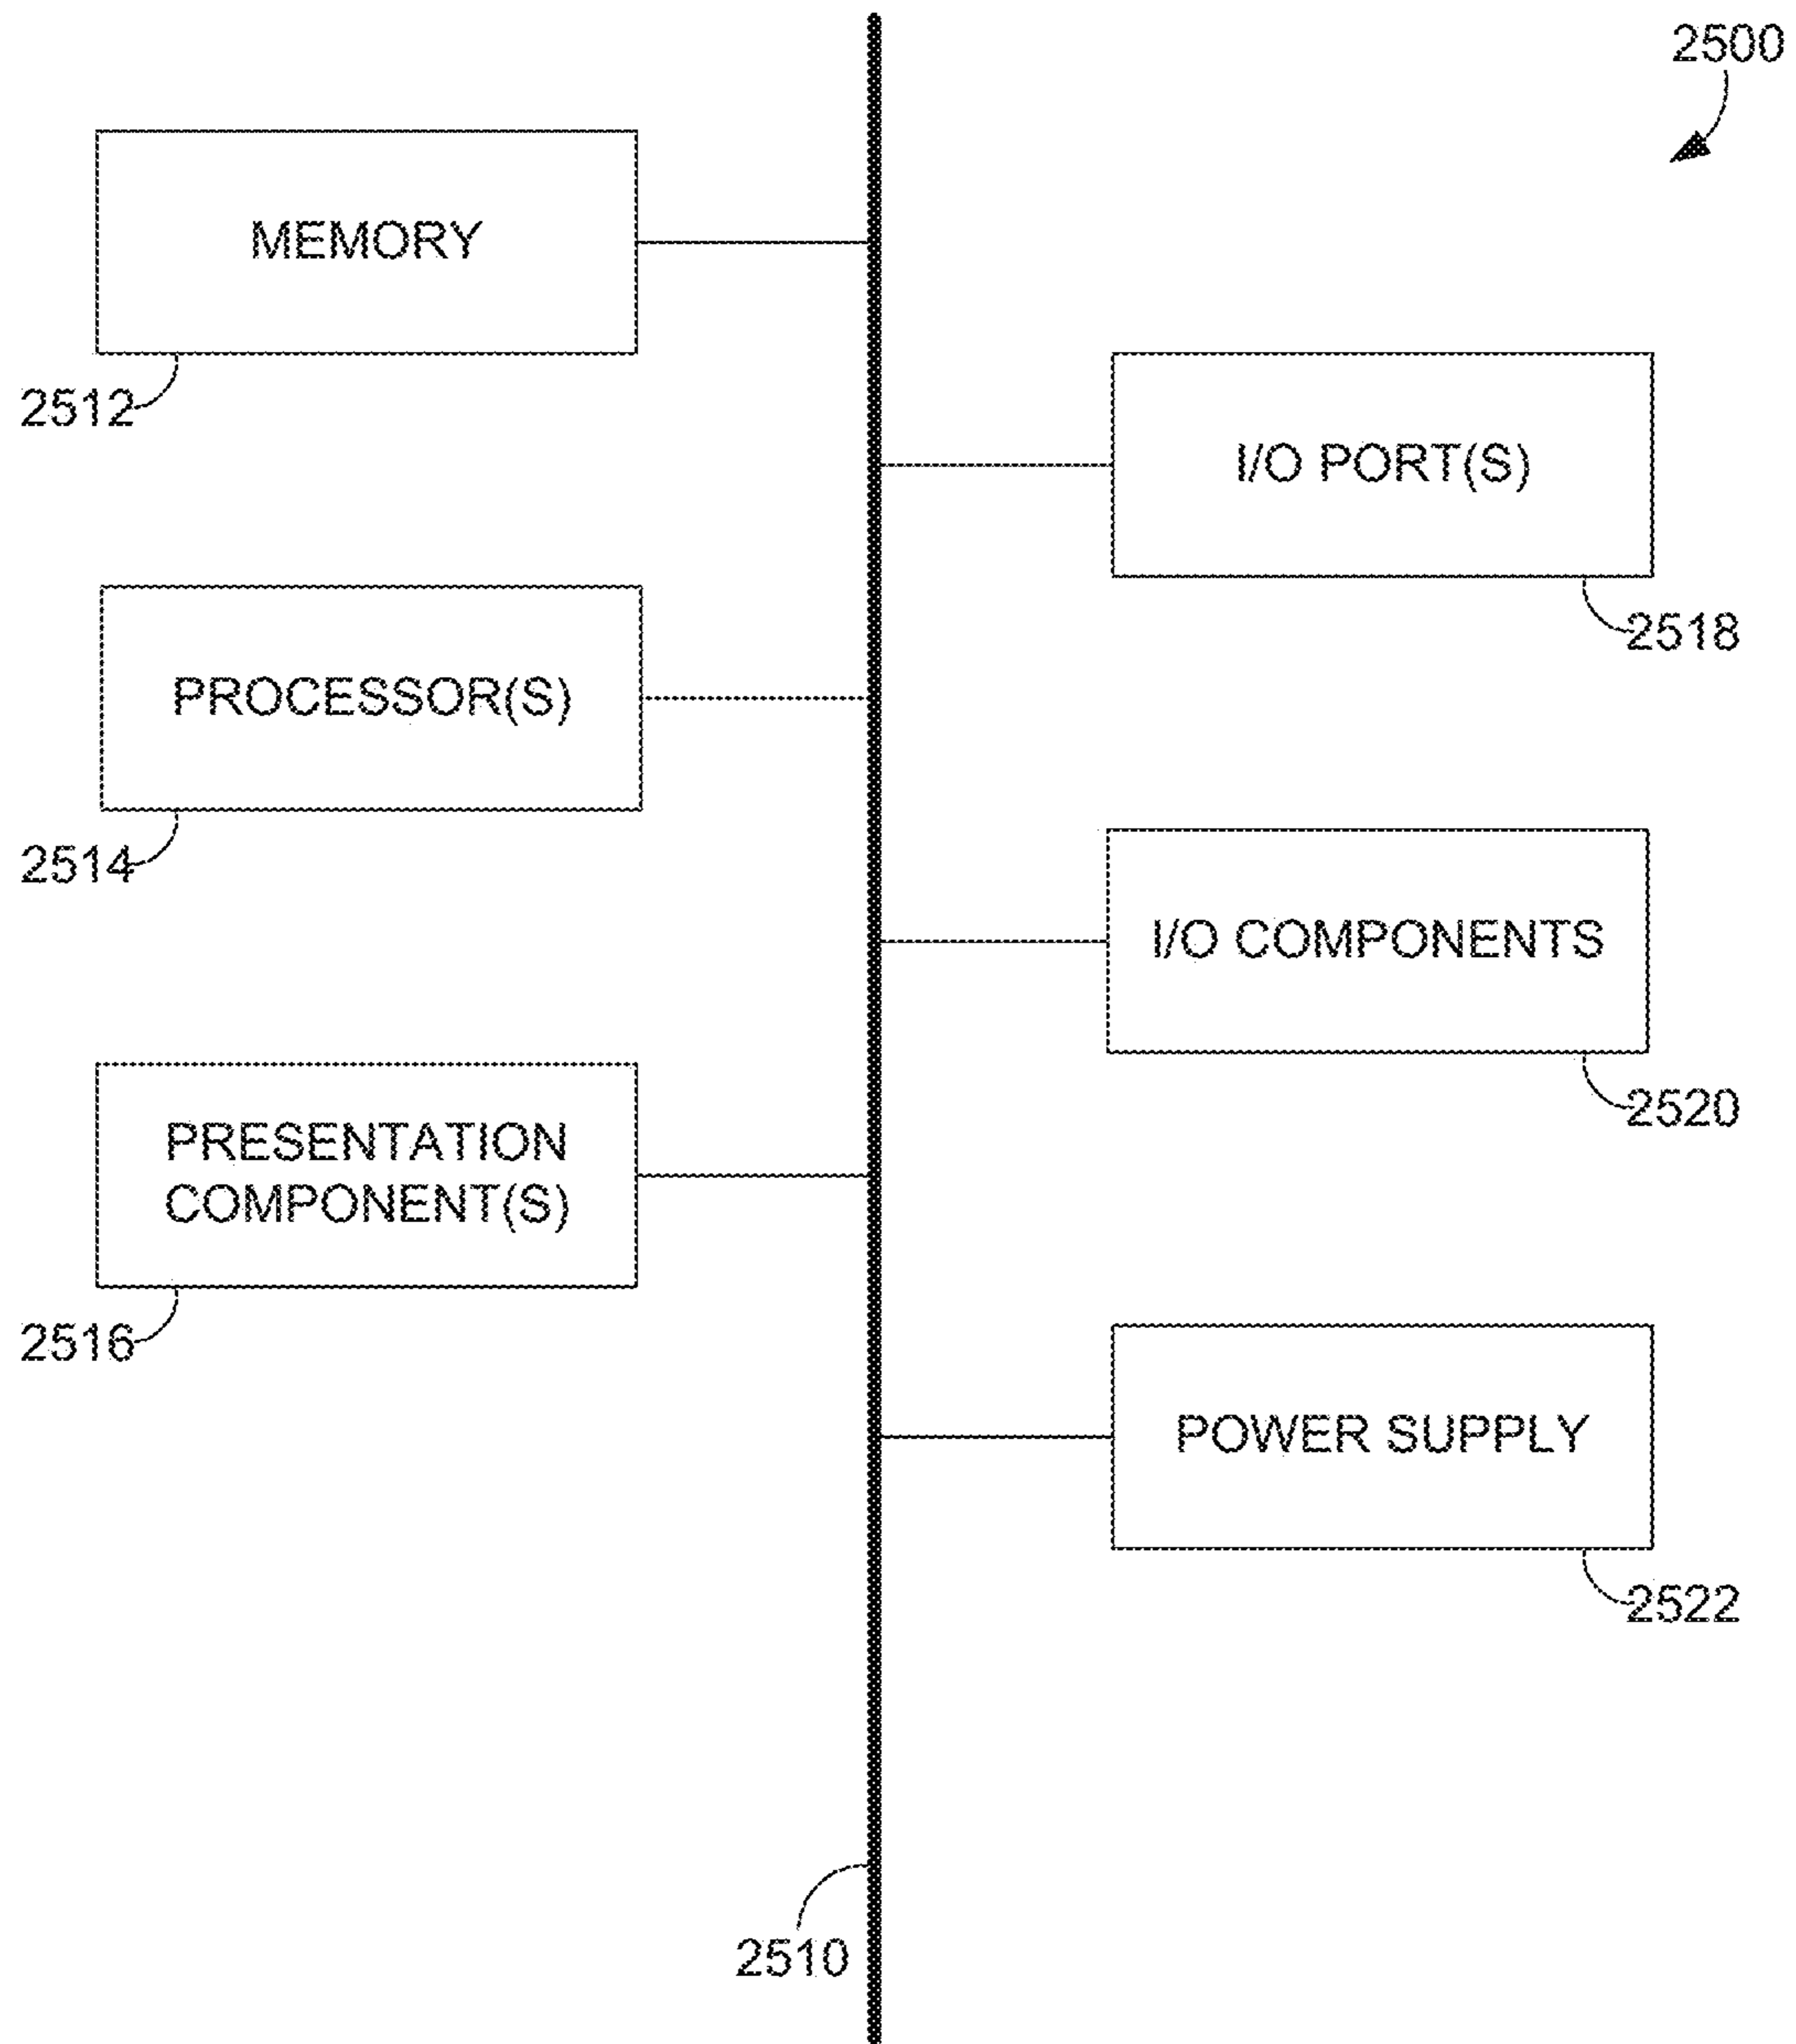 2500
MEMORY
2512
I/O PORT(S)
2518
PROCESSOR(S)
2514
I/O COMPONENTS
2520
PRESENTATION
COMPONENT(S)
2516
POWER SUPPLY
2522
2510